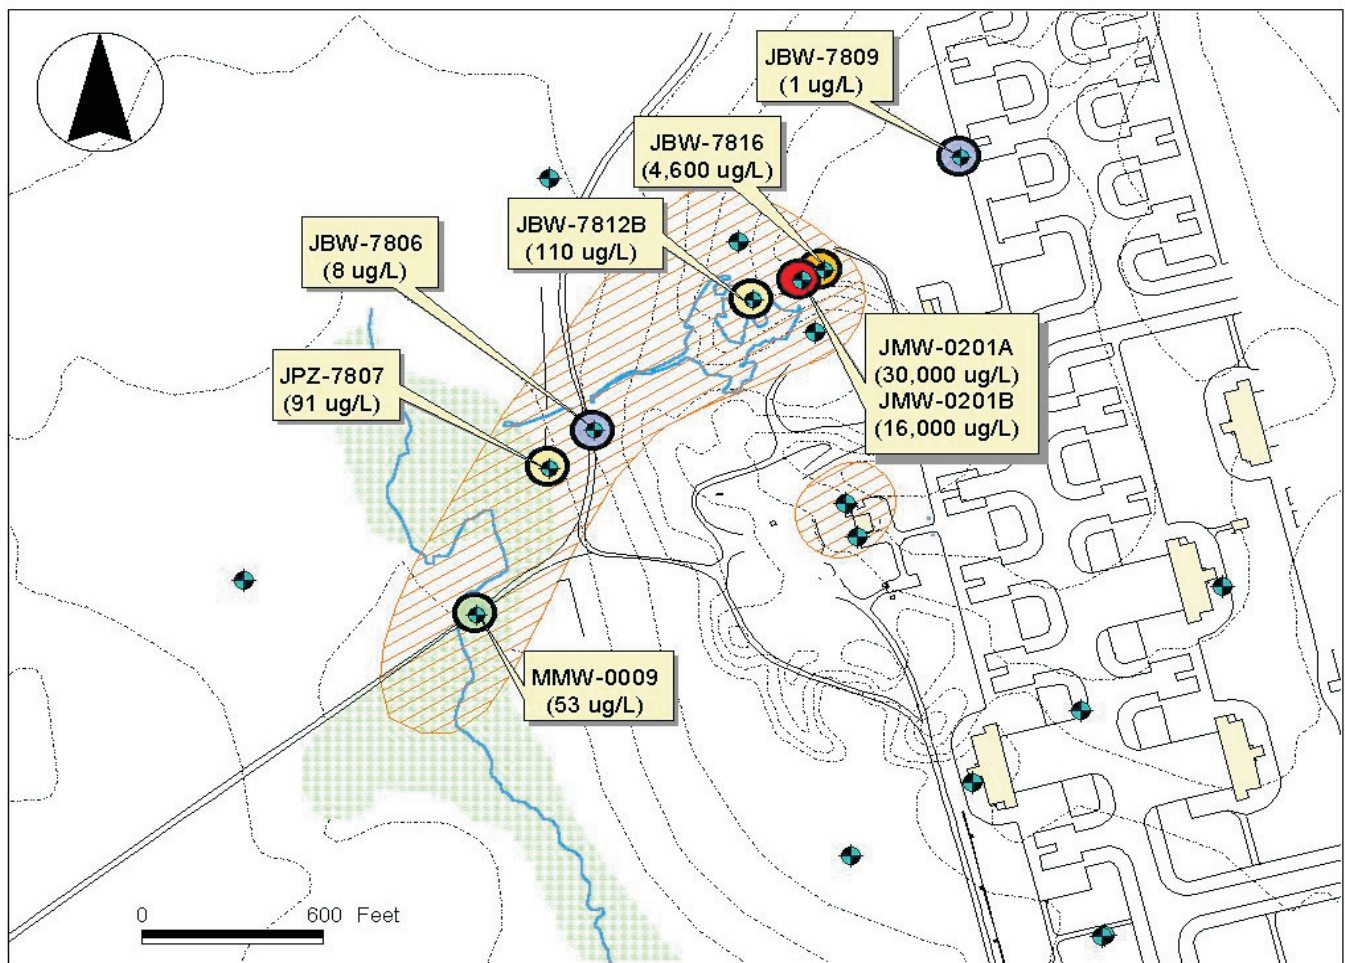 JBW-7809
(1 ug/L)
JBW-7816
(4,600 ug/L)
JBW-7812B
(110 ug/L)
JBW-7806
(8 ug/L)
JPZ-7807
(91 ug/L)
JMW-0201A
(30,000 ug/L)
JMW-0201B
(16,000 ug/L)
MMW-0009
(53 ug/L)
0 600 Feet